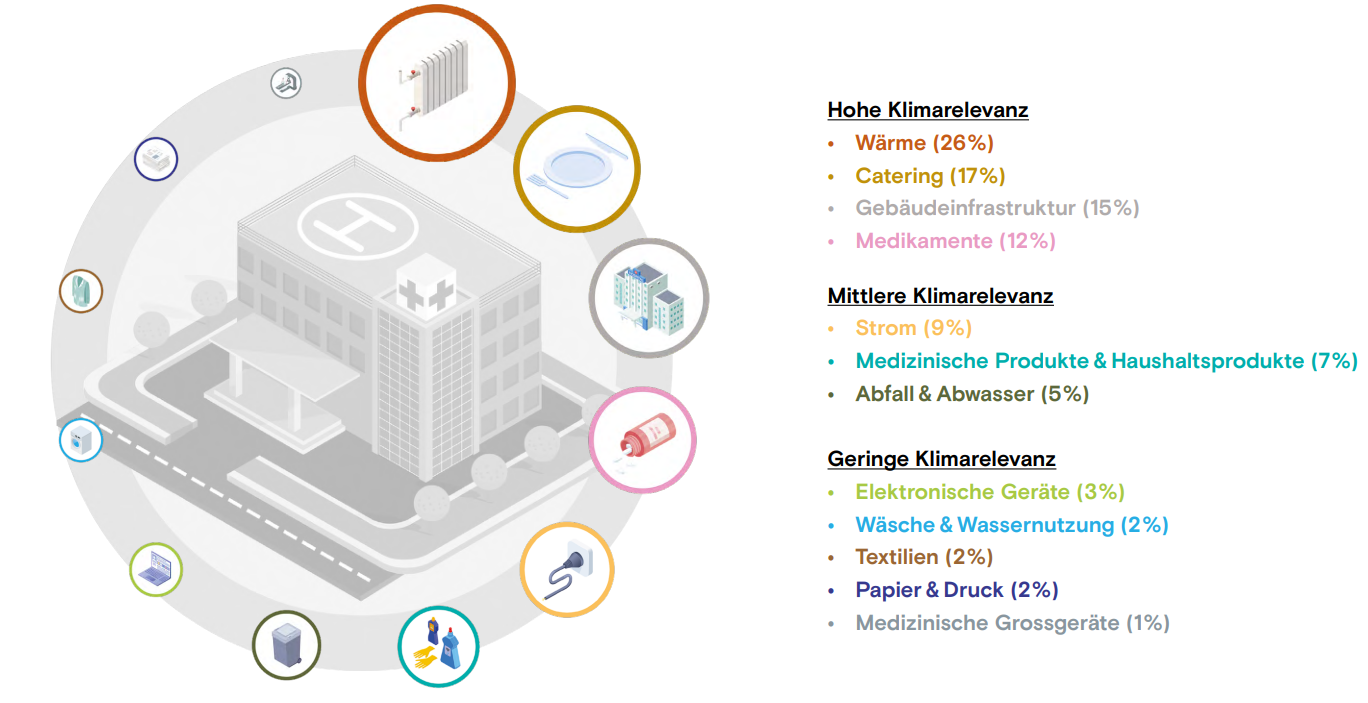 Hohe Klimarelevanz
• Wärme (26%)
• Catering (17%)
• Gebäudeinfrastruktur (15%)
• Medikamente (12%)
Mittlere Klimarelevanz
• Strom (9%)
• Medizinische Produkte & Haushaltsprodukte (7%)
• Abfall & Abwasser (5%)
Geringe Klimarelevanz
• Elektronische Geräte (3%)
• Wäsche & Wassernutzung (2%)
• Textilien (2%)
• Papier & Druck (2%)
• Medizinische Grossgeräte (1%)
H